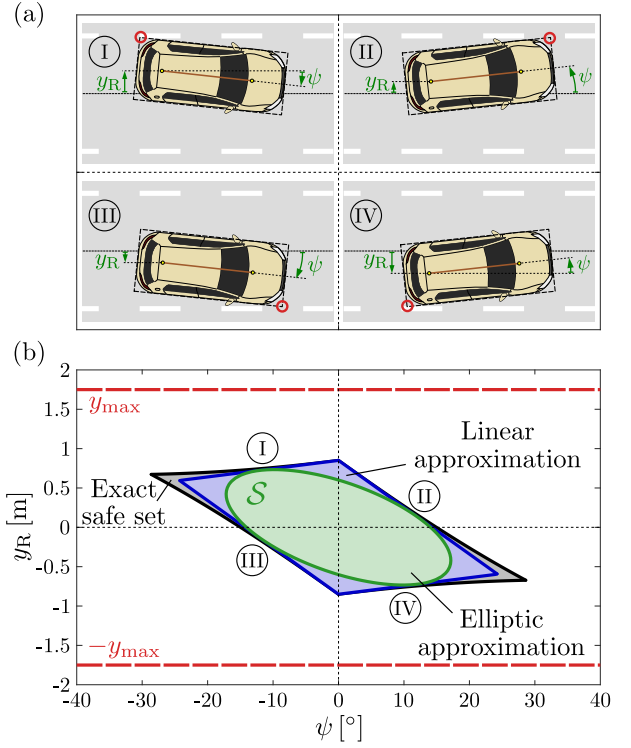 (a)
I
II
y_R
ψ
y_R
ψ
III
IV
y_R
ψ
y_R
ψ
(b)
2
1.5
1
0.5
0
-0.5
-1
-1.5
-2
y_R [m]
y_max
I
Linear
approximation
Exact
safe set
S
II
III
IV
Elliptic
approximation
−y_max
-40
-30
-20
-10
0
10
20
30
40
ψ [°]